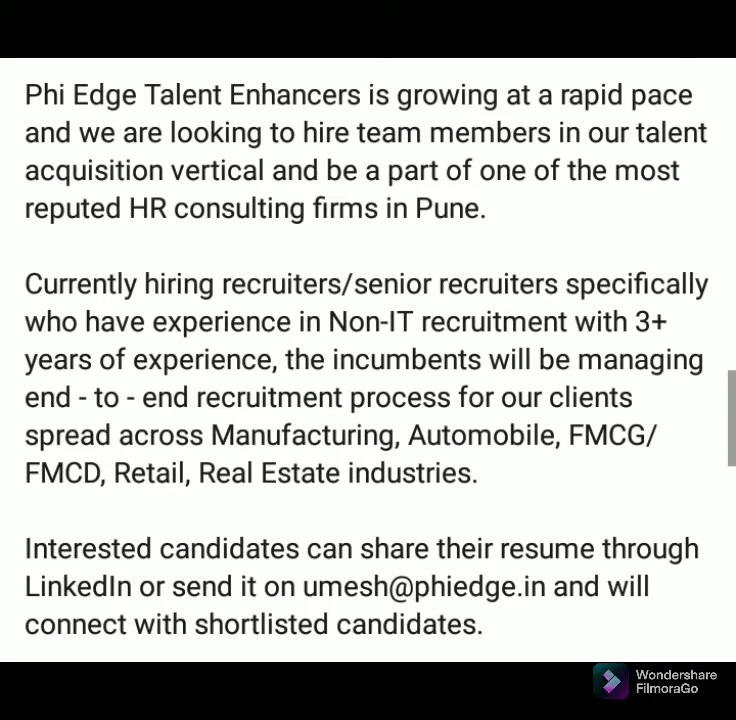 Phi Edge Talent Enhancers is growing at a rapid pace
and we are looking to hire team members in our talent
acquisition vertical and be a part of one of the most
reputed HR consulting firms in Pune.
Currently hiring recruiters/senior recruiters specifically
who have experience in Non-IT recruitment with 3+
years of experience, the incumbents will be managing
end - to - end recruitment process for our clients
spread across Manufacturing, Automobile, FMCG/
FMCD, Retail, Real Estate industries.
Interested candidates can share their resume through
LinkedIn or send it on umesh@phiedge.in and will
connect with shortlisted candidates.
Wondershare
FilmoraGo